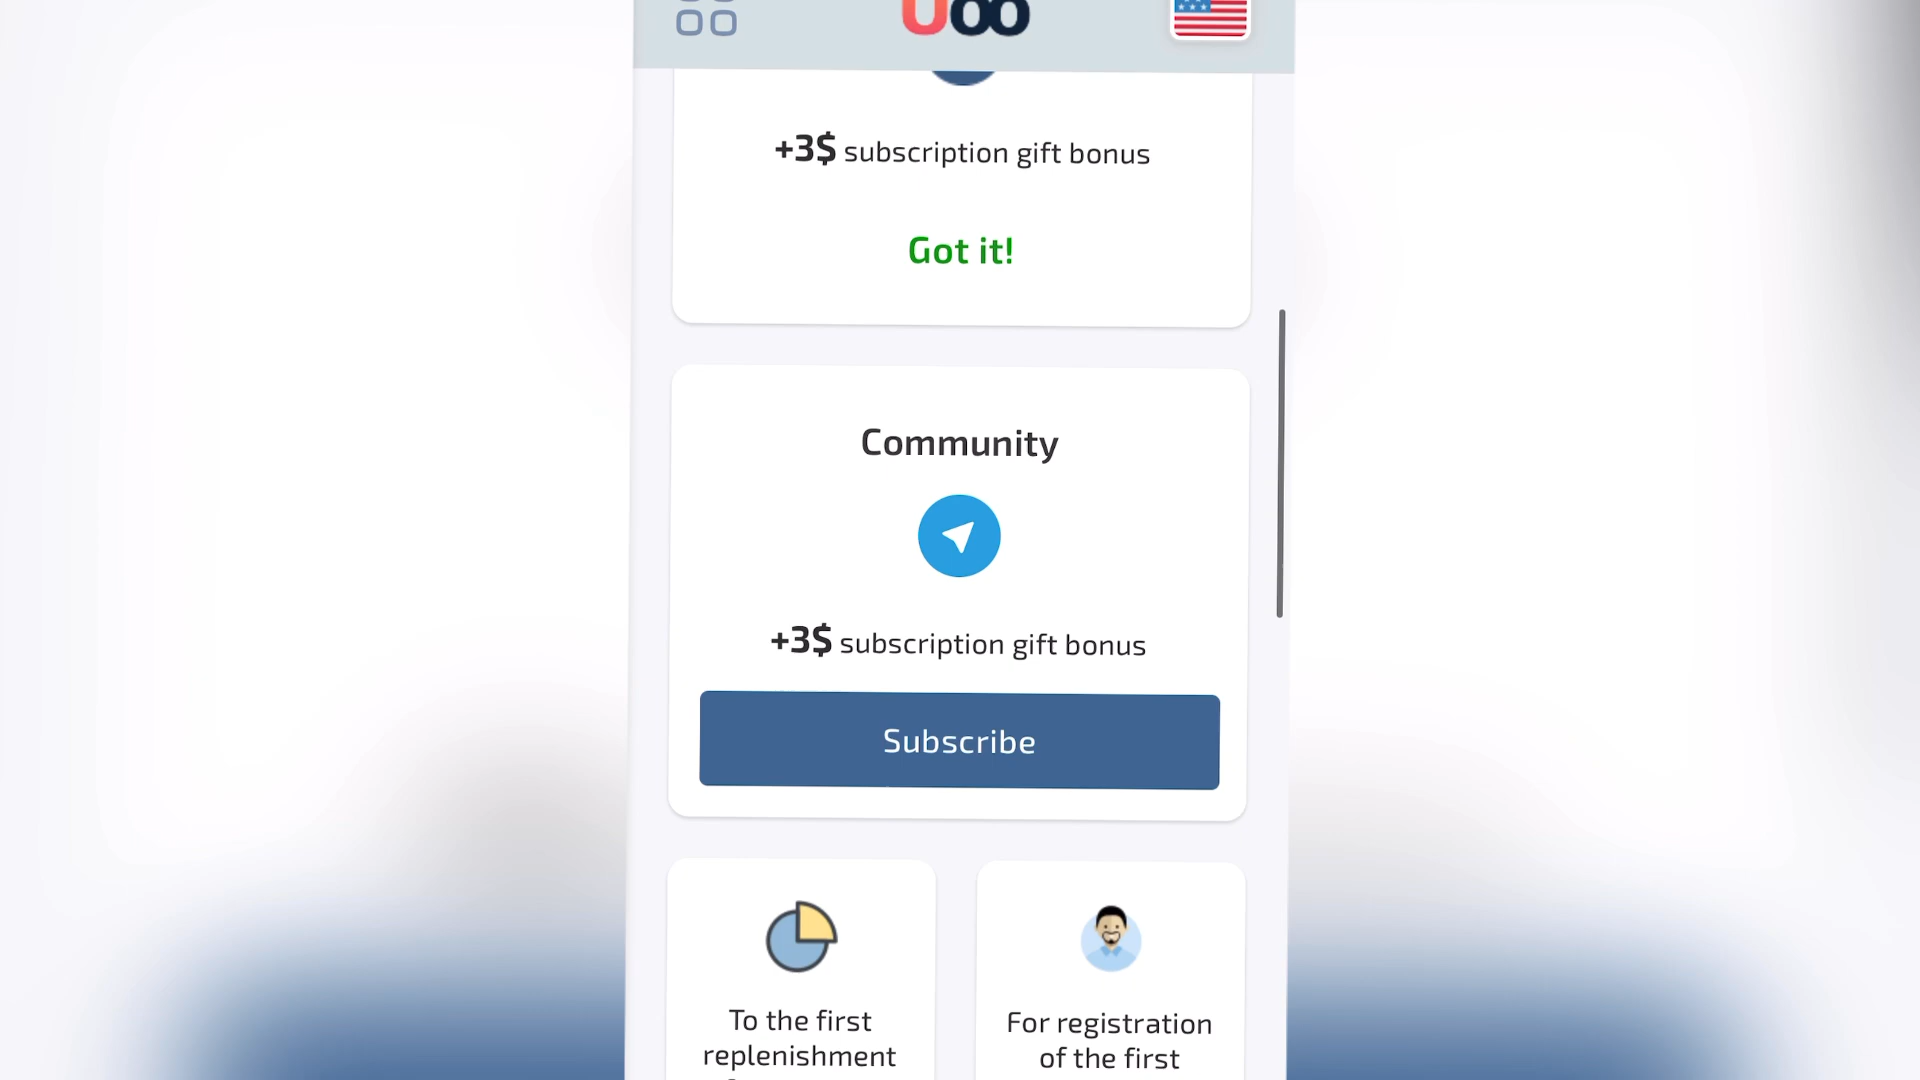 Uoo
+3$ subscription gift bonus
Got it!
Community
+3$ subscription gift bonus
Subscribe
To the first
replenishment
For registration
of the first